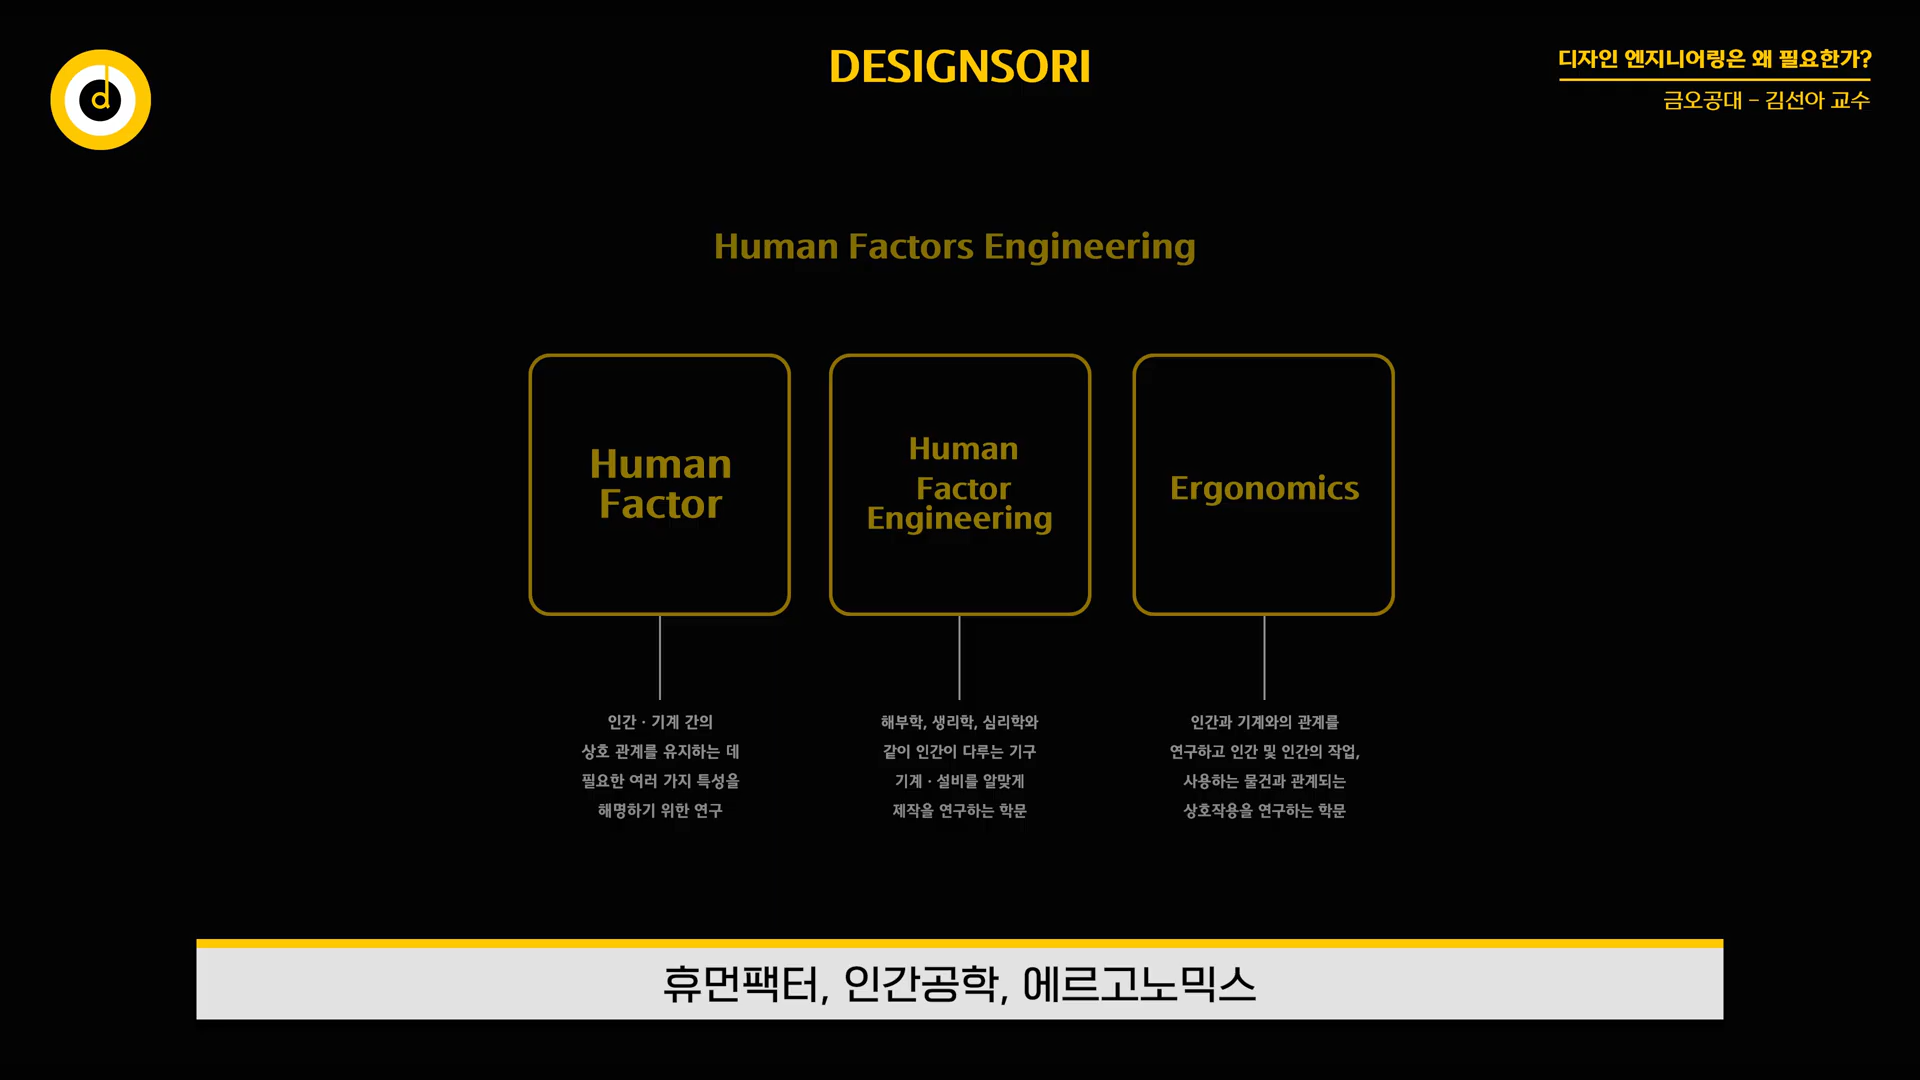 d
DESIGNSORI
디자인 엔지니어링은 왜 필요한가?
금오공대 - 김선아 교수
Human Factors Engineering
Human
Factor
Human
Factor
Engineering
Ergonomics
인간 · 기계 간의
상호 관계를 유지하는 데
필요한 여러 가지 특성을
해명하기 위한 연구
해부학, 생리학, 심리학와
같이 인간이 다루는 기구
기계 · 설비를 알맞게
제작을 연구하는 학문
인간과 기계와의 관계를
연구하고 인간 및 인간의 작업,
사용하는 물건과 관계되는
상호작용을 연구하는 학문
휴먼팩터, 인간공학, 에르고노믹스